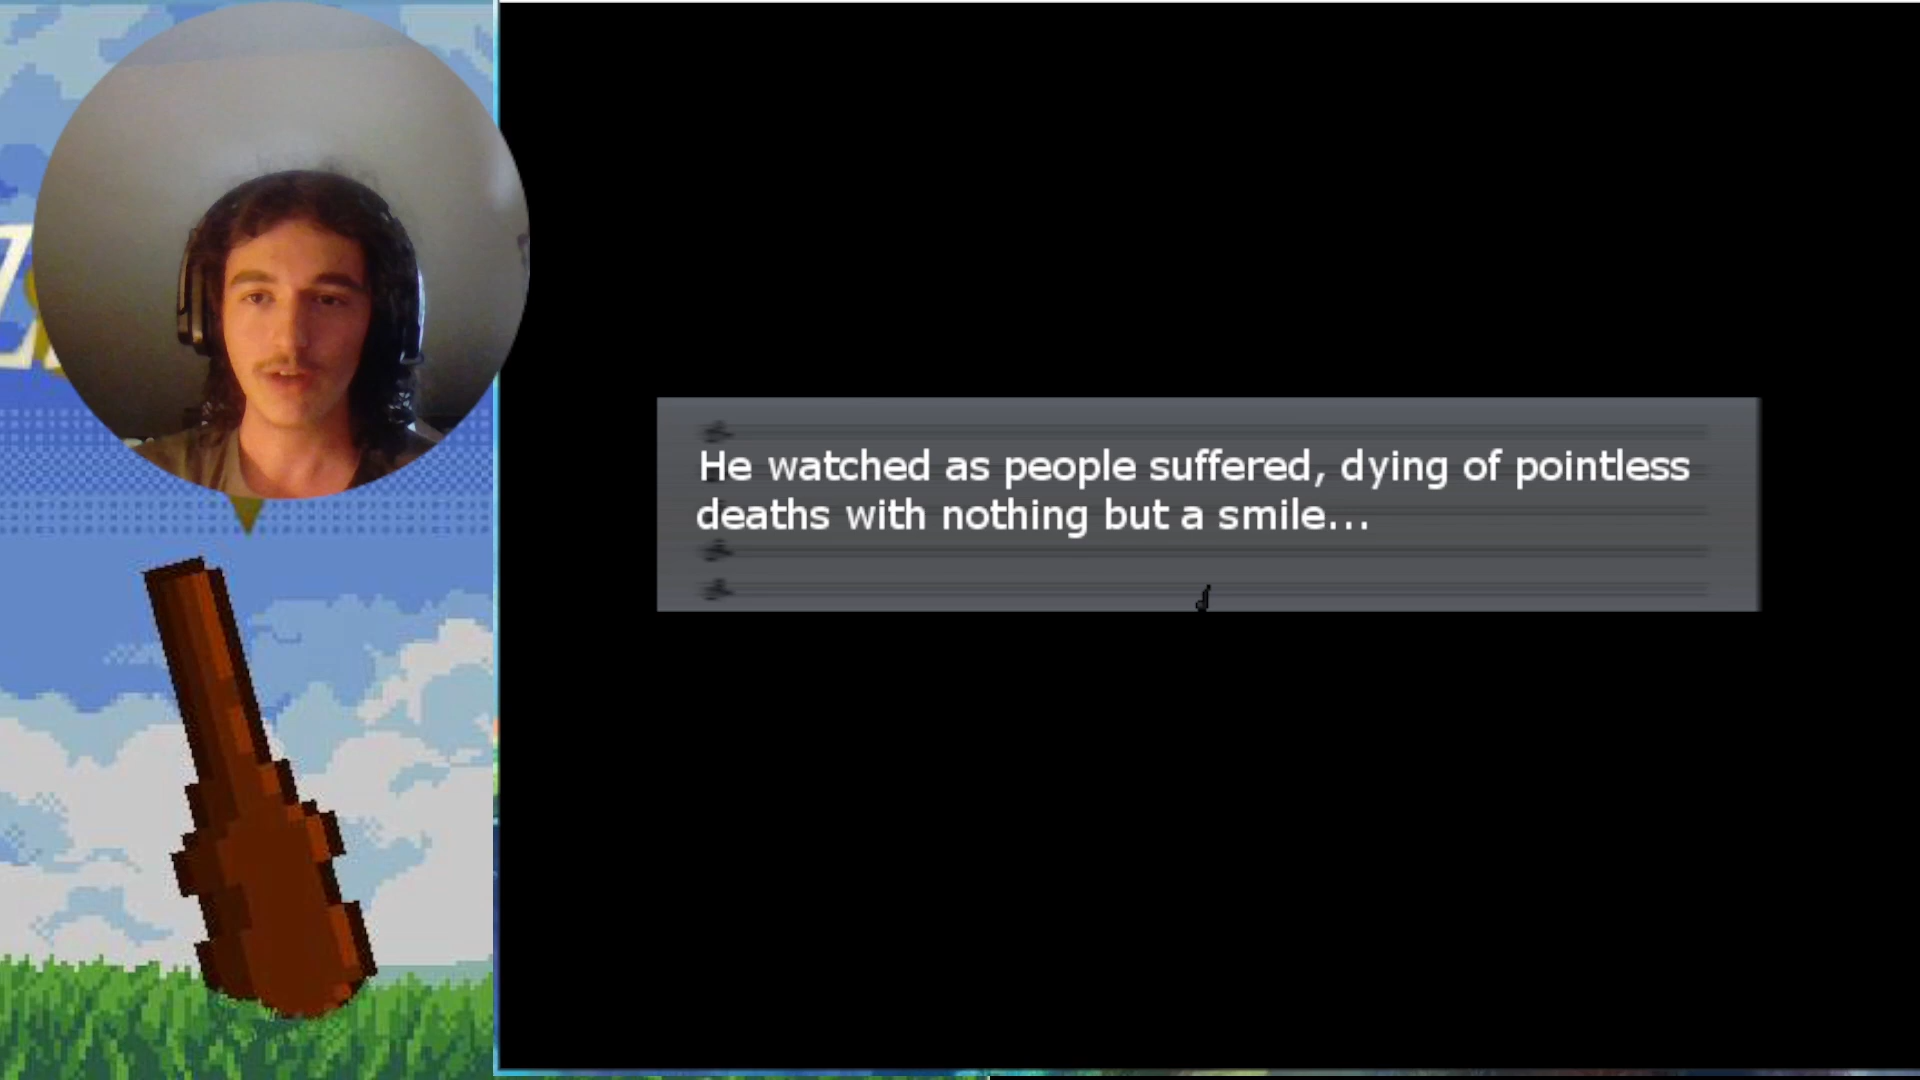 He watched as people suffered, dying of pointless
deaths with nothing but a smile...